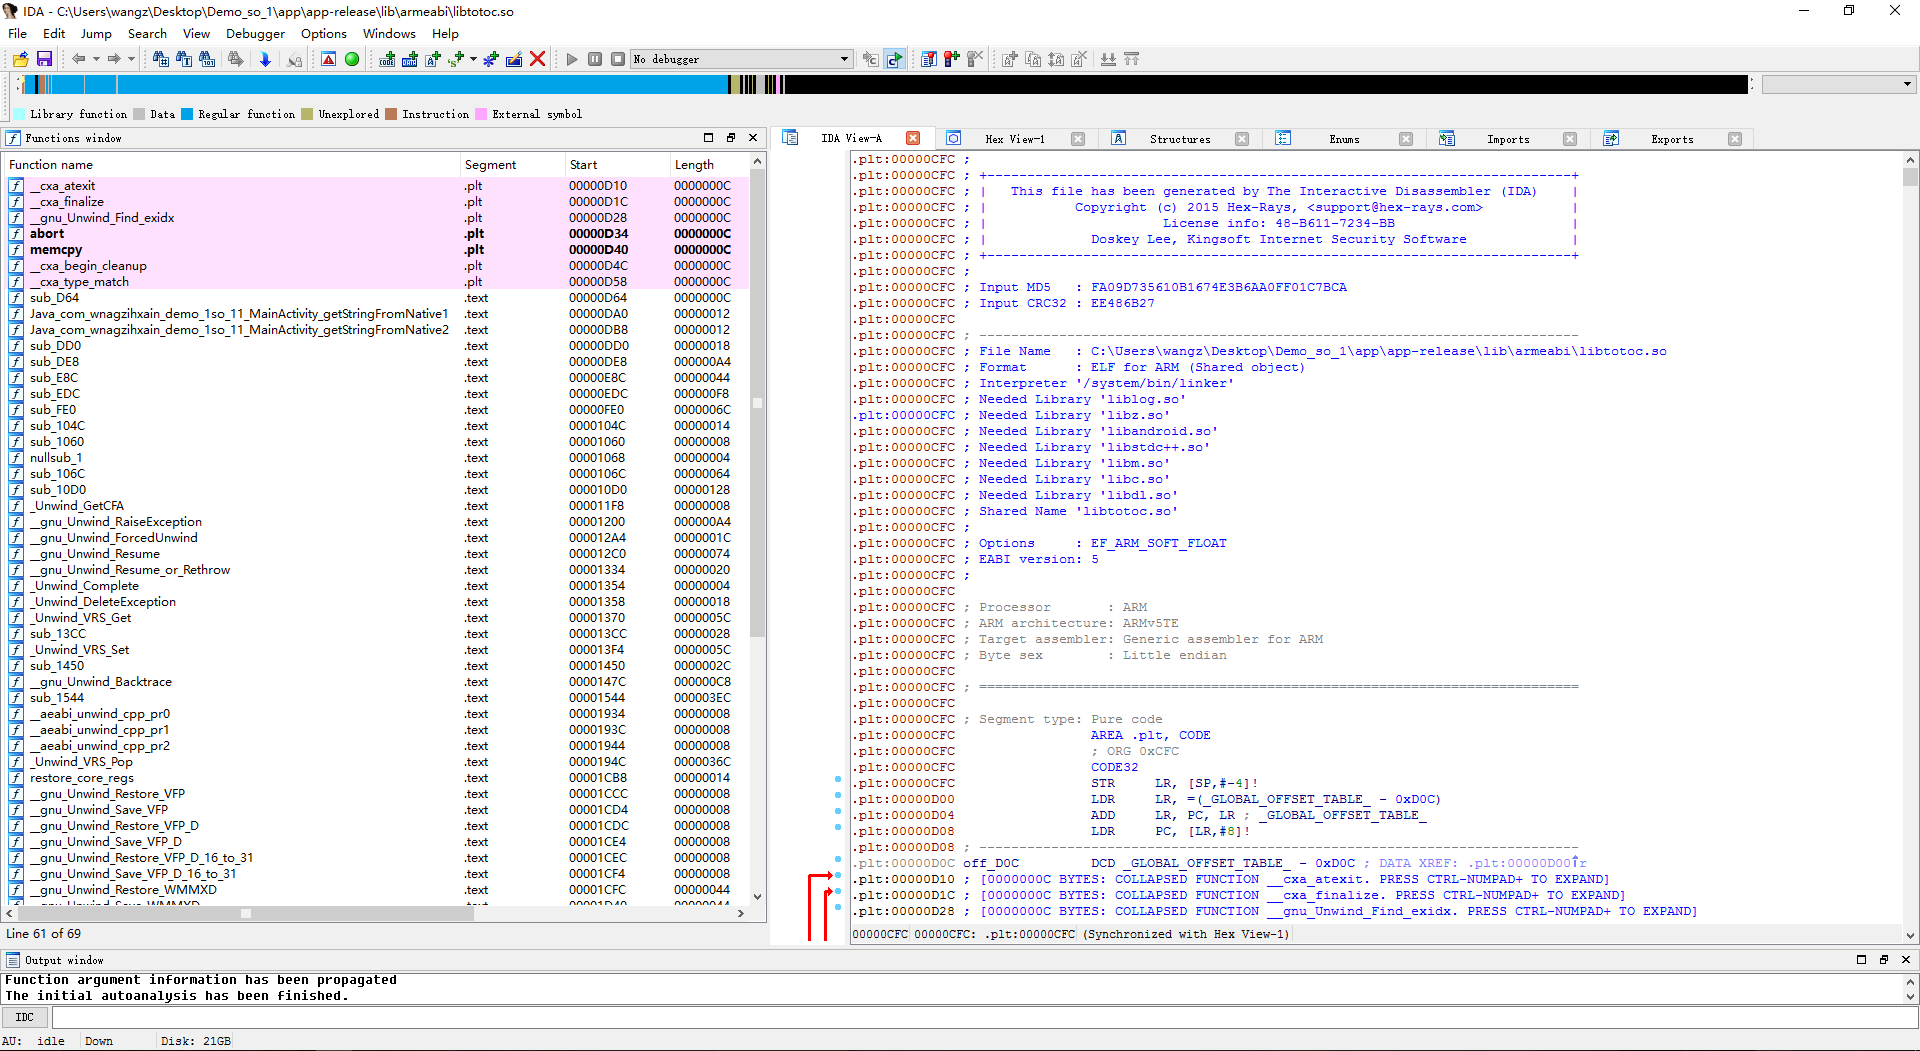 IDA - C:\Users\wangz\Desktop\Demo_so_1\app\app-release\lib\armeabi\libtotoc.so
File Edit Jump Search View Debugger Options Windows Help
No debugger
Library function Data Regular function Unexplored Instruction External symbol
Functions window
Function name Segment Start Length
__cxa_atexit .plt 00000D10 0000000C
__cxa_finalize .plt 00000D1C 0000000C
__gnu_Unwind_Find_exidx .plt 00000D28 0000000C
abort .plt 00000D34 0000000C
memcpy .plt 00000D40 0000000C
__cxa_begin_cleanup .plt 00000D4C 0000000C
__cxa_type_match .plt 00000D58 0000000C
sub_D64 .text 00000D64 0000000C
Java_com_wnagzihxain_demo_1so_11_MainActivity_getStringFromNative1 .text 00000DA0 00000012
Java_com_wnagzihxain_demo_1so_11_MainActivity_getStringFromNative2 .text 00000DB8 00000012
sub_DD0 .text 00000DD0 00000018
sub_DE8 .text 00000DE8 000000A4
sub_E8C .text 00000E8C 00000044
sub_EDC .text 00000EDC 000000F8
sub_FE0 .text 00000FE0 0000006C
sub_104C .text 0000104C 00000014
sub_1060 .text 00001060 00000008
nullsub_1 .text 00001068 00000004
sub_106C .text 0000106C 00000064
sub_10D0 .text 000010D0 00000128
_Unwind_GetCFA .text 000011F8 00000008
__gnu_Unwind_RaiseException .text 00001200 000000A4
__gnu_Unwind_ForcedUnwind .text 000012A4 0000001C
__gnu_Unwind_Resume .text 000012C0 00000074
__gnu_Unwind_Resume_or_Rethrow .text 00001334 00000020
_Unwind_Complete .text 00001354 00000004
_Unwind_DeleteException .text 00001358 00000018
_Unwind_VRS_Get .text 00001370 0000005C
sub_13CC .text 000013CC 00000028
_Unwind_VRS_Set .text 000013F4 0000005C
sub_1450 .text 00001450 0000002C
__gnu_Unwind_Backtrace .text 0000147C 000000C8
sub_1544 .text 00001544 000003EC
__aeabi_unwind_cpp_pr0 .text 00001934 00000008
__aeabi_unwind_cpp_pr1 .text 0000193C 00000008
__aeabi_unwind_cpp_pr2 .text 00001944 00000008
_Unwind_VRS_Pop .text 0000194C 0000036C
restore_core_regs .text 00001CB8 00000014
__gnu_Unwind_Restore_VFP .text 00001CCC 00000008
__gnu_Unwind_Save_VFP .text 00001CD4 00000008
__gnu_Unwind_Restore_VFP_D .text 00001CDC 00000008
__gnu_Unwind_Save_VFP_D .text 00001CE4 00000008
__gnu_Unwind_Restore_VFP_D_16_to_31 .text 00001CEC 00000008
__gnu_Unwind_Save_VFP_D_16_to_31 .text 00001CF4 00000008
__gnu_Unwind_Restore_WMMXD .text 00001CFC 00000044
__gnu_Unwind_Save_WMMXD .text 00001D40 00000044
Line 61 of 69
IDA View-A Hex View-1 Structures Enums Imports Exports
.plt:00000CFC ;
.plt:00000CFC ; +-------------------------------------------------------------------------+
.plt:00000CFC ; | This file has been generated by The Interactive Disassembler (IDA) |
.plt:00000CFC ; | Copyright (c) 2015 Hex-Rays, <support@hex-rays.com> |
.plt:00000CFC ; | License info: 48-B611-7234-BB |
.plt:00000CFC ; | Doskey Lee, Kingsoft Internet Security Software |
.plt:00000CFC ; +-------------------------------------------------------------------------+
.plt:00000CFC ;
.plt:00000CFC ; Input MD5 : FA09D735610B1674E3B6AA0FF01C7BCA
.plt:00000CFC ; Input CRC32 : EE486B27
.plt:00000CFC
.plt:00000CFC ; ---------------------------------------------------------------------------
.plt:00000CFC ; File Name : C:\Users\wangz\Desktop\Demo_so_1\app\app-release\lib\armeabi\libtotoc.so
.plt:00000CFC ; Format : ELF for ARM (Shared object)
.plt:00000CFC ; Interpreter '/system/bin/linker'
.plt:00000CFC ; Needed Library 'liblog.so'
.plt:00000CFC ; Needed Library 'libz.so'
.plt:00000CFC ; Needed Library 'libandroid.so'
.plt:00000CFC ; Needed Library 'libstdc++.so'
.plt:00000CFC ; Needed Library 'libm.so'
.plt:00000CFC ; Needed Library 'libc.so'
.plt:00000CFC ; Needed Library 'libdl.so'
.plt:00000CFC ; Shared Name 'libtotoc.so'
.plt:00000CFC ;
.plt:00000CFC ; Options : EF_ARM_SOFT_FLOAT
.plt:00000CFC ; EABI version: 5
.plt:00000CFC ;
.plt:00000CFC
.plt:00000CFC ; Processor : ARM
.plt:00000CFC ; ARM architecture: ARMv5TE
.plt:00000CFC ; Target assembler: Generic assembler for ARM
.plt:00000CFC ; Byte sex : Little endian
.plt:00000CFC
.plt:00000CFC ; ===========================================================================
.plt:00000CFC
.plt:00000CFC ; Segment type: Pure code
.plt:00000CFC AREA .plt, CODE
.plt:00000CFC ; ORG 0xCFC
.plt:00000CFC CODE32
.plt:00000CFC STR LR, [SP,#-4]!
.plt:00000D00 LDR LR, =(_GLOBAL_OFFSET_TABLE_ - 0xD0C)
.plt:00000D04 ADD LR, PC, LR ; _GLOBAL_OFFSET_TABLE_
.plt:00000D08 LDR PC, [LR,#8]!
.plt:00000D08 ; ---------------------------------------------------------------------------
.plt:00000D0C off_D0C DCD _GLOBAL_OFFSET_TABLE_ - 0xD0C ; DATA XREF: .plt:00000D00↑r
.plt:00000D10 ; [0000000C BYTES: COLLAPSED FUNCTION __cxa_atexit. PRESS CTRL-NUMPAD+ TO EXPAND]
.plt:00000D1C ; [0000000C BYTES: COLLAPSED FUNCTION __cxa_finalize. PRESS CTRL-NUMPAD+ TO EXPAND]
.plt:00000D28 ; [0000000C BYTES: COLLAPSED FUNCTION __gnu_Unwind_Find_exidx. PRESS CTRL-NUMPAD+ TO EXPAND]
00000CFC 00000CFC: .plt:00000CFC (Synchronized with Hex View-1)
Output window
Function argument information has been propagated
The initial autoanalysis has been finished.
IDC
AU: idle Down Disk: 21GB